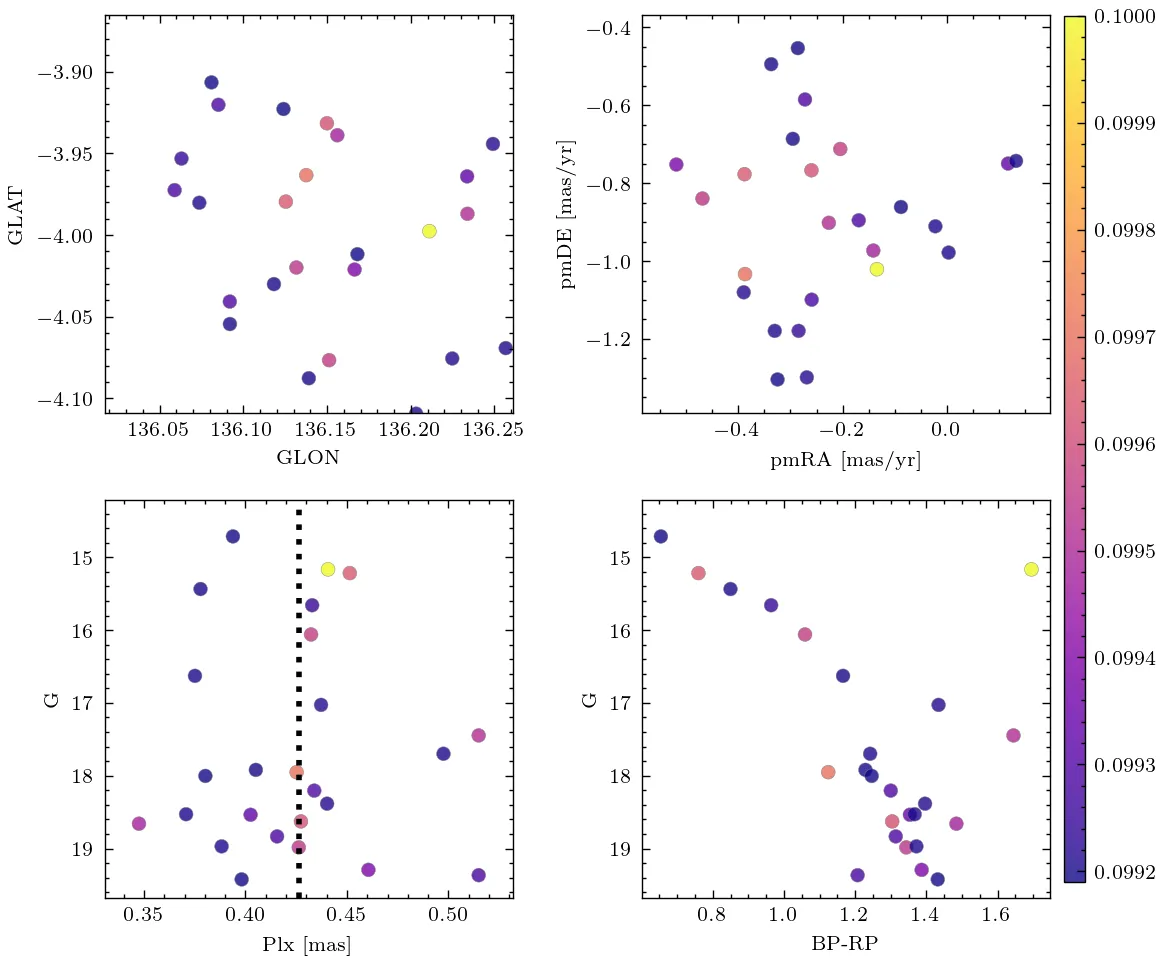 −3.90
−3.95
−4.00
−4.05
−4.10
GLAT
136.05 136.10 136.15 136.20 136.25
GLON
−0.4
−0.6
−0.8
−1.0
−1.2
pmDE [mas/yr]
−0.4 −0.2 0.0
pmRA [mas/yr]
15
16
17
18
19
G
0.35 0.40 0.45 0.50
Plx [mas]
15
16
17
18
19
G
0.8 1.0 1.2 1.4 1.6
BP-RP
0.1000
0.0999
0.0998
0.0997
0.0996
0.0995
0.0994
0.0993
0.0992